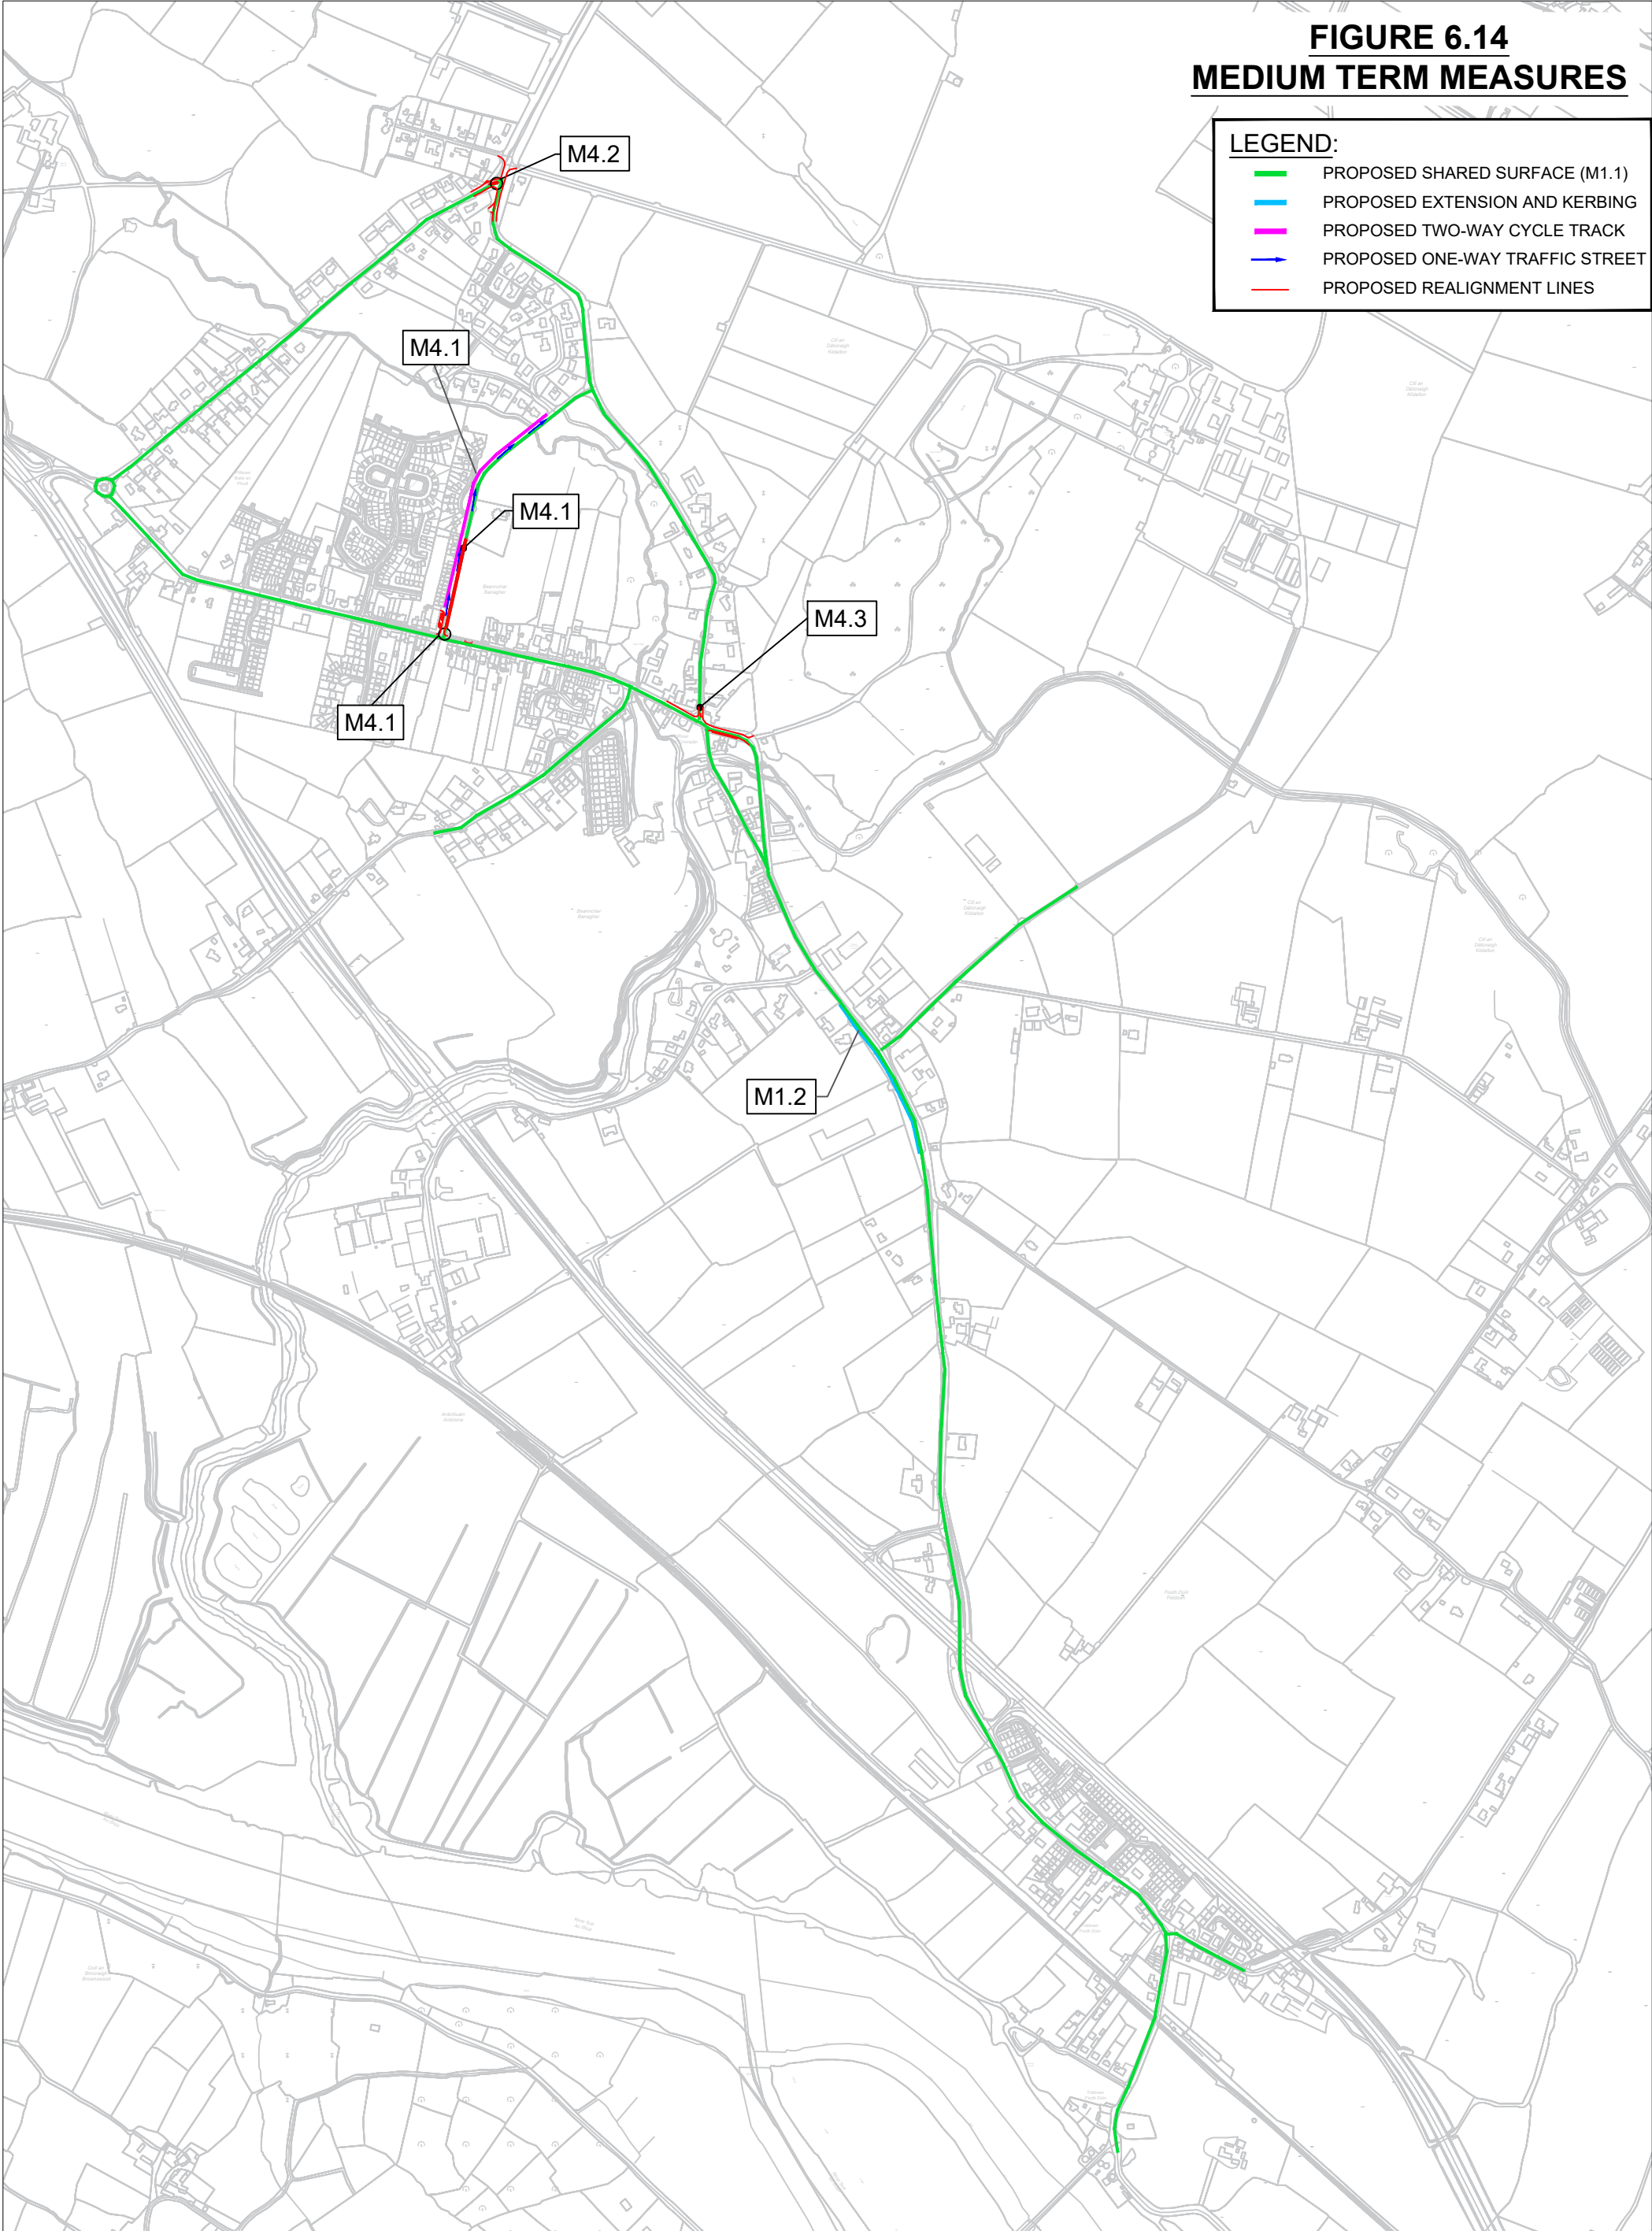 FIGURE 6.14
MEDIUM TERM MEASURES
LEGEND:
PROPOSED SHARED SURFACE (M1.1)
PROPOSED EXTENSION AND KERBING
PROPOSED TWO-WAY CYCLE TRACK
PROPOSED ONE-WAY TRAFFIC STREET
PROPOSED REALIGNMENT LINES
M4.2
M4.1
M4.1
M4.3
M4.1
M1.2